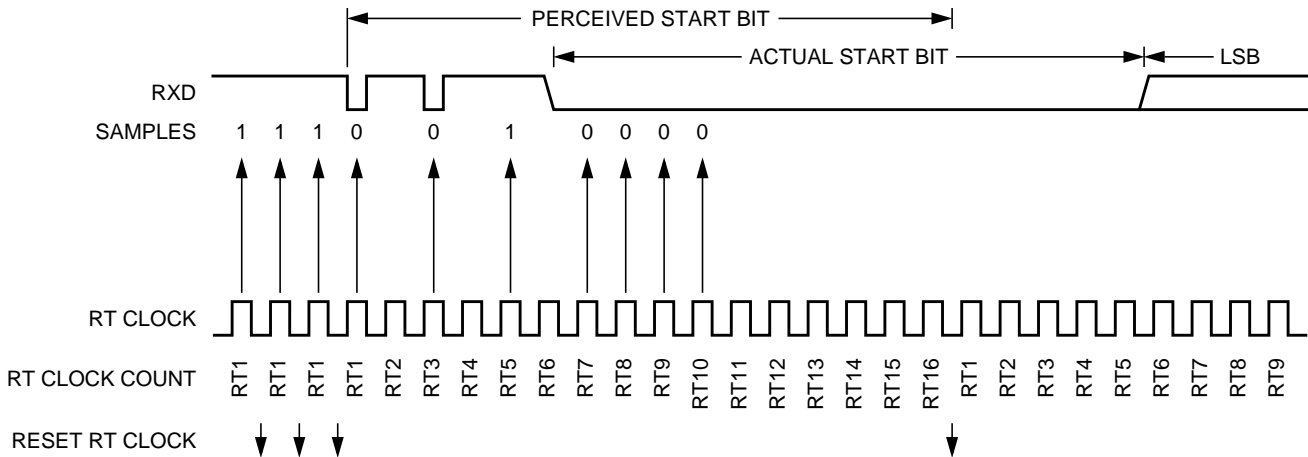 PERCEIVED START BIT
ACTUAL START BIT
LSB
RXD
SAMPLES 1 1 1 0 0 1 0 0 0 0
RT CLOCK
RT CLOCK COUNT RT1 RT1 RT1 RT1 RT2 RT3 RT4 RT5 RT6 RT7 RT8 RT9 RT10 RT11 RT12 RT13 RT14 RT15 RT16 RT1 RT2 RT3 RT4 RT5 RT6 RT7 RT8 RT9
RESET RT CLOCK